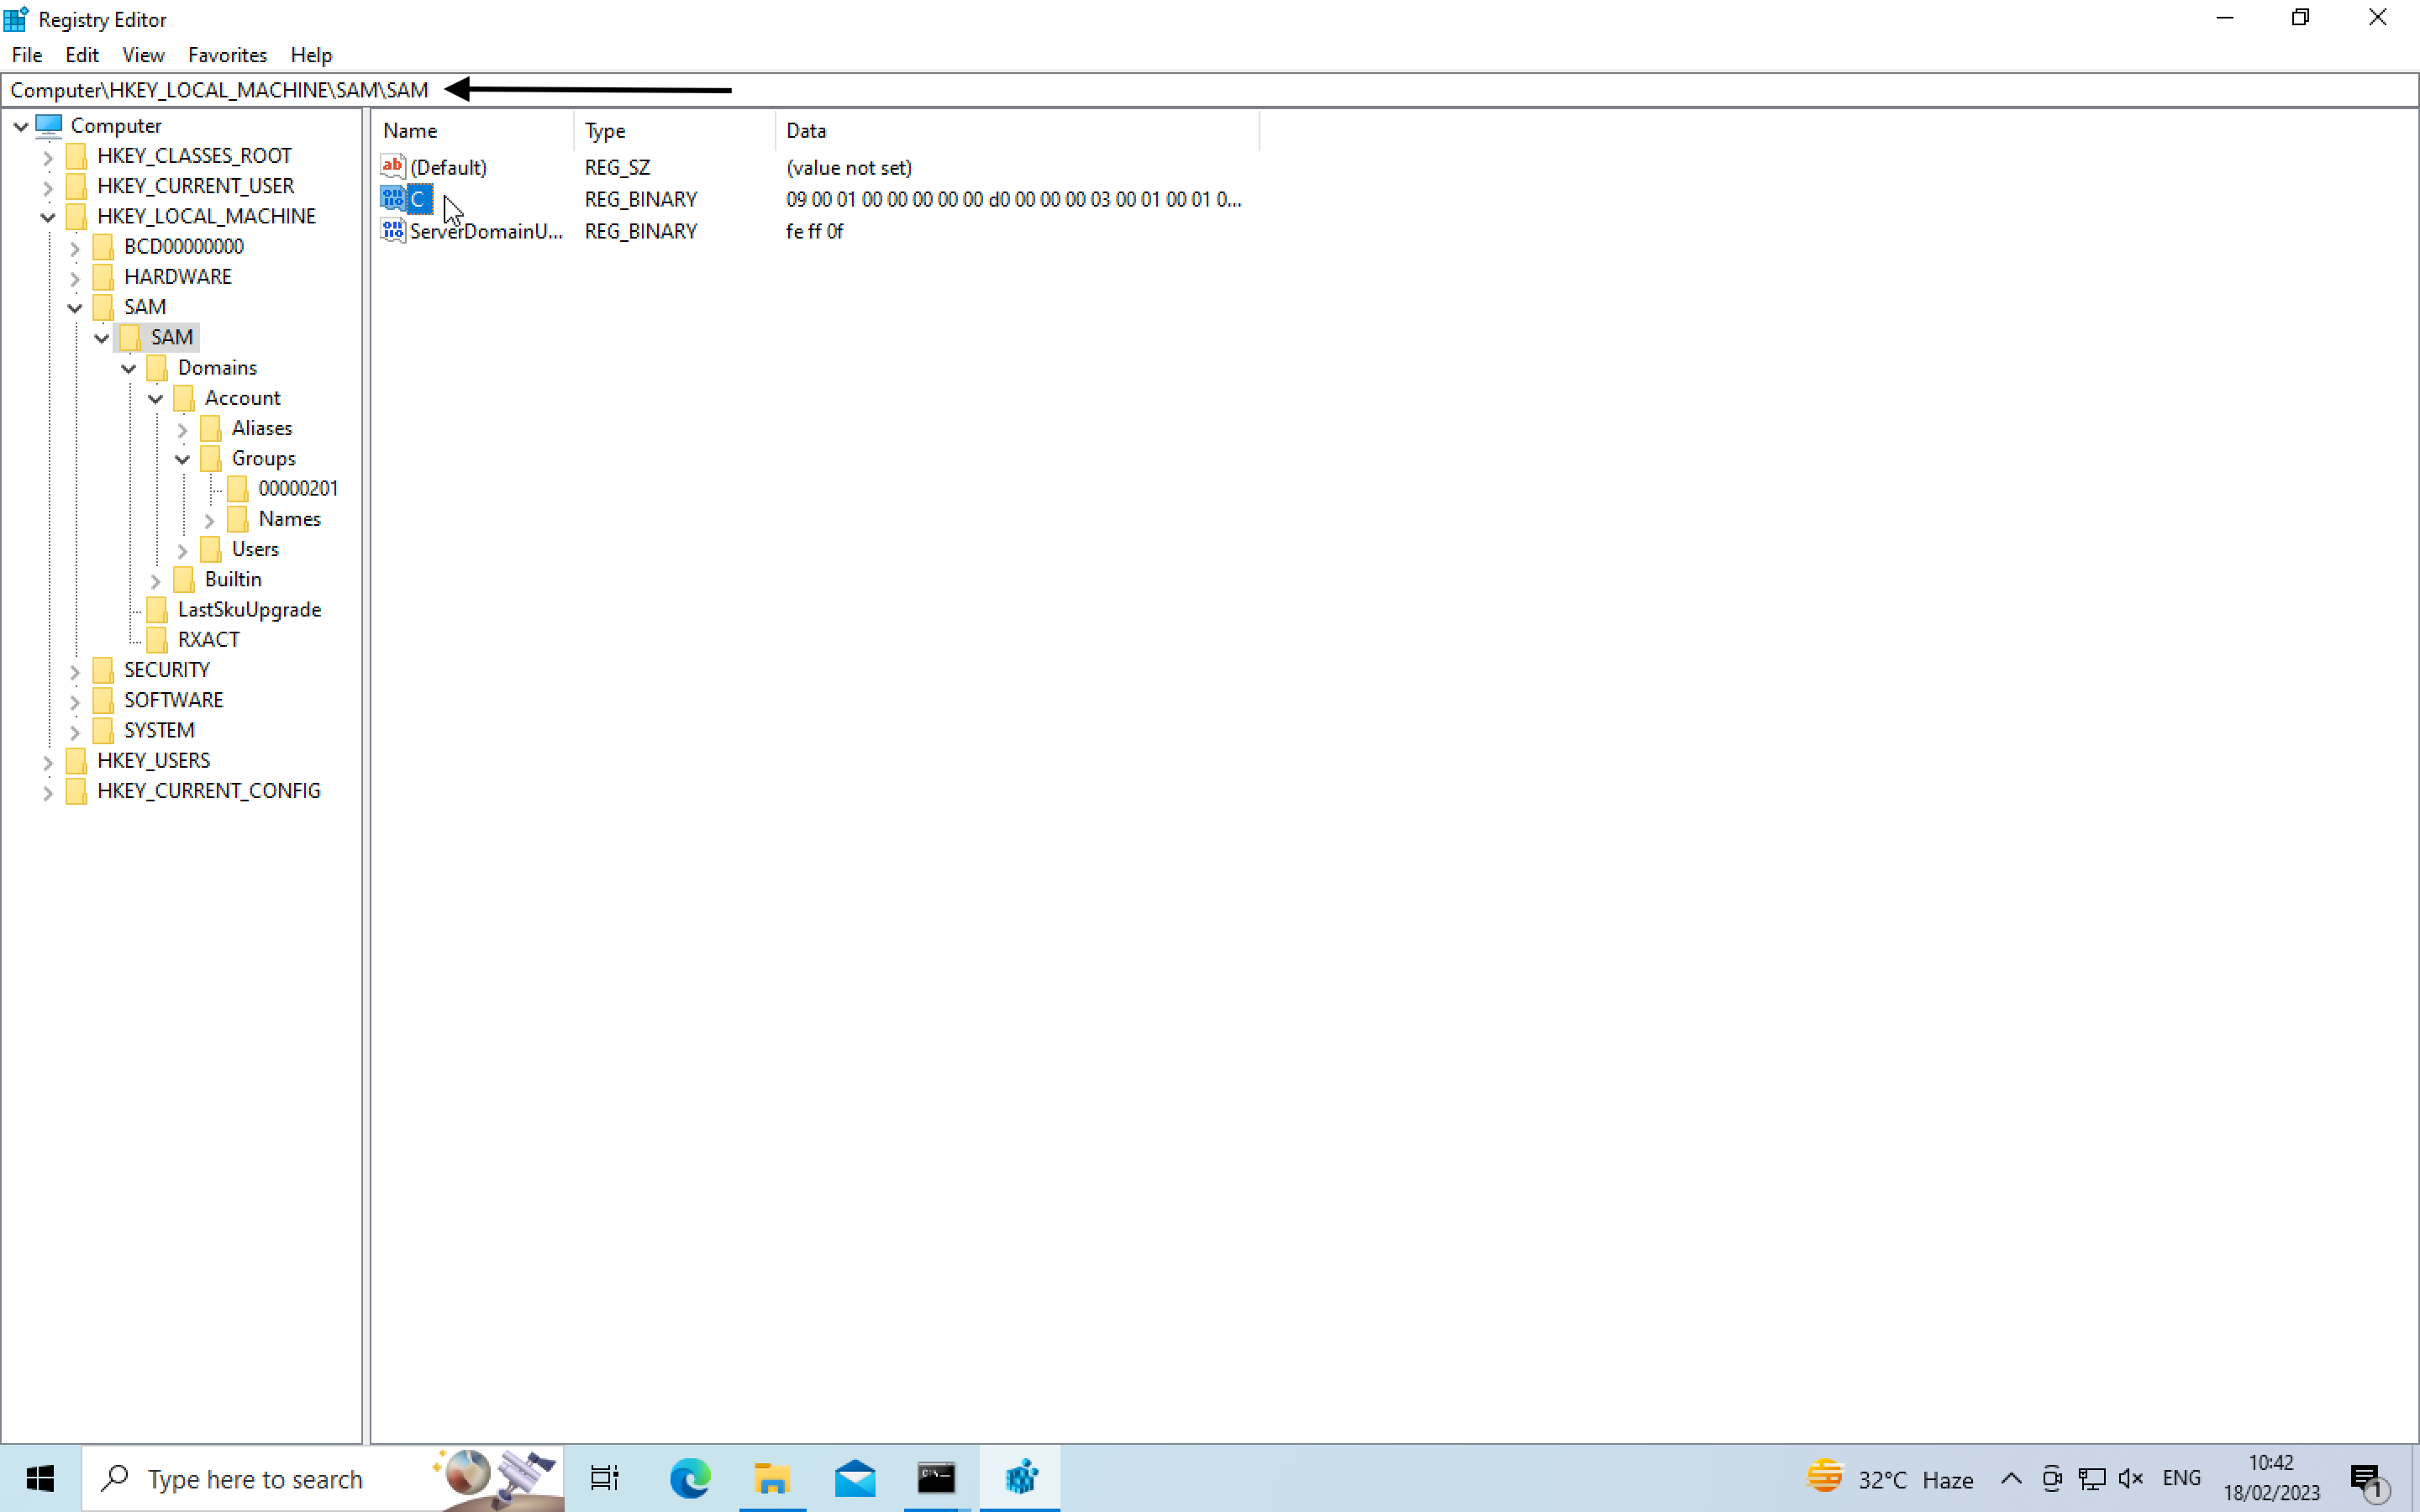 Registry Editor
File Edit View Favorites Help
Computer\HKEY_LOCAL_MACHINE\SAM\SAM
Computer
HKEY_CLASSES_ROOT
HKEY_CURRENT_USER
HKEY_LOCAL_MACHINE
BCD00000000
HARDWARE
SAM
SAM
Domains
Account
Aliases
Groups
00000201
Names
Users
Builtin
LastSkuUpgrade
RXACT
SECURITY
SOFTWARE
SYSTEM
HKEY_USERS
HKEY_CURRENT_CONFIG
Name Type Data
(Default) REG_SZ (value not set)
C REG_BINARY 09 00 01 00 00 00 00 00 d0 00 00 00 03 00 01 00 01 0...
ServerDomainU... REG_BINARY fe ff 0f
Type here to search
32°C Haze
ENG
10:42
18/02/2023
1